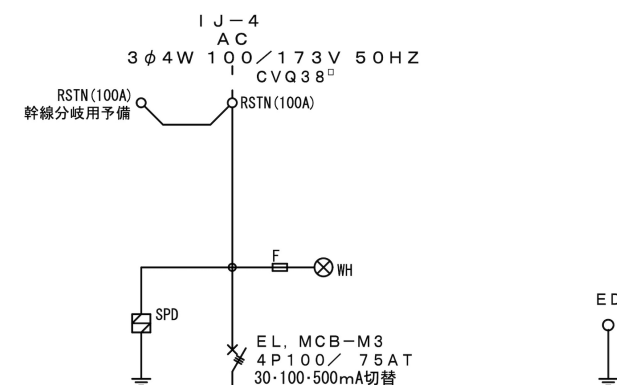 IJ－4
AC
3φ4W 100／173V 50HZ
CVQ38□
RSTN(100A)
幹線分岐用予備
RSTN(100A)
F
WH
SPD
EL, MCB－M3
4P100／ 75AT
30・100・500mA切替